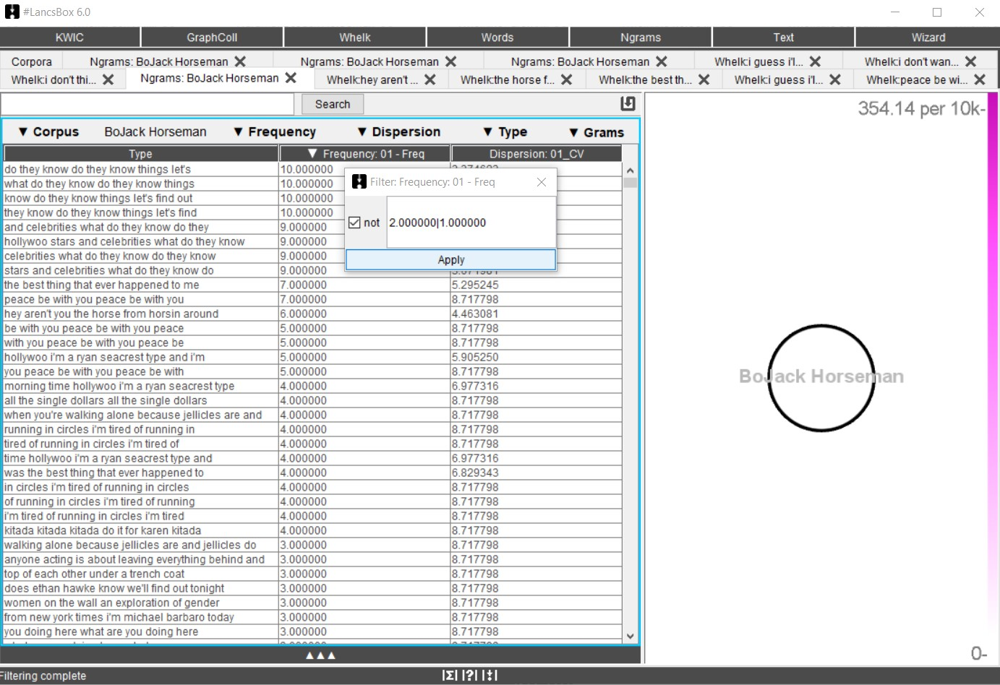 #LancsBox 6.0
KWIC GraphColl Whelk Words Ngrams Text Wizard
Corpora Ngrams: BoJack Horseman Ngrams: BoJack Horseman Ngrams: BoJack Horseman Whelk:i guess i'l... Whelk:i don't wan...
Whelk:i don't thi... Ngrams: BoJack Horseman Whelk:hey aren't ... Whelk:the horse f... Whelk:the best th... Whelk:i guess i'l... Whelk:peace be wi...
Search
354.14 per 10k-
▼ Corpus BoJack Horseman ▼ Frequency ▼ Dispersion ▼ Type ▼ Grams
Type ▼ Frequency: 01 - Freq Dispersion: 01_CV
do they know do they know things let's 10.000000
what do they know do they know things 10.000000
know do they know things let's find out 10.000000
they know do they know things let's find 10.000000
and celebrities what do they know do they 9.000000
hollywoo stars and celebrities what do they know 9.000000
celebrities what do they know do they know 9.000000
stars and celebrities what do they know do 9.000000
Filter: Frequency: 01 - Freq
not 2.000000|1.000000
Apply
the best thing that ever happened to me 7.000000 5.295245
peace be with you peace be with you 7.000000 8.717798
hey aren't you the horse from horsin around 6.000000 4.463081
be with you peace be with you peace 5.000000 8.717798
with you peace be with you peace be 5.000000 8.717798
hollywoo i'm a ryan seacrest type and i'm 5.000000 5.905250
you peace be with you peace be with 5.000000 8.717798
morning time hollywoo i'm a ryan seacrest type 4.000000 6.977316
all the single dollars all the single dollars 4.000000 8.717798
when you're walking alone because jellicles are and 4.000000 8.717798
running in circles i'm tired of running in 4.000000 8.717798
tired of running in circles i'm tired of 4.000000 8.717798
time hollywoo i'm a ryan seacrest type and 4.000000 6.977316
was the best thing that ever happened to 4.000000 6.829343
in circles i'm tired of running in circles 4.000000 8.717798
of running in circles i'm tired of running 4.000000 8.717798
i'm tired of running in circles i'm tired 4.000000 8.717798
kitada kitada kitada do it for karen kitada 4.000000 8.717798
walking alone because jellicles are and jellicles do 3.000000 8.717798
anyone acting is about leaving everything behind and 3.000000 8.717798
top of each other under a trench coat 3.000000 8.717798
does ethan hawke know we'll find out tonight 3.000000 8.717798
women on the wall an exploration of gender 3.000000 8.717798
from new york times i'm michael barbaro today 3.000000 8.717798
you doing here what are you doing here 3.000000 8.717798
BoJack Horseman
0-
Filtering complete
|Σ| |?|